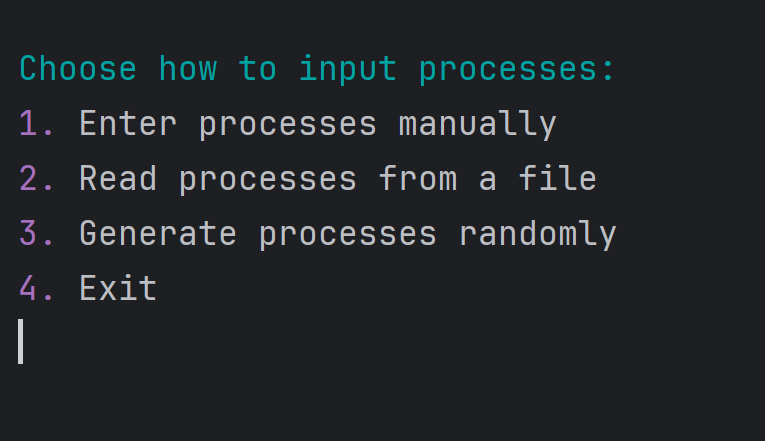 Choose how to input processes:
1. Enter processes manually
2. Read processes from a file
3. Generate processes randomly
4. Exit